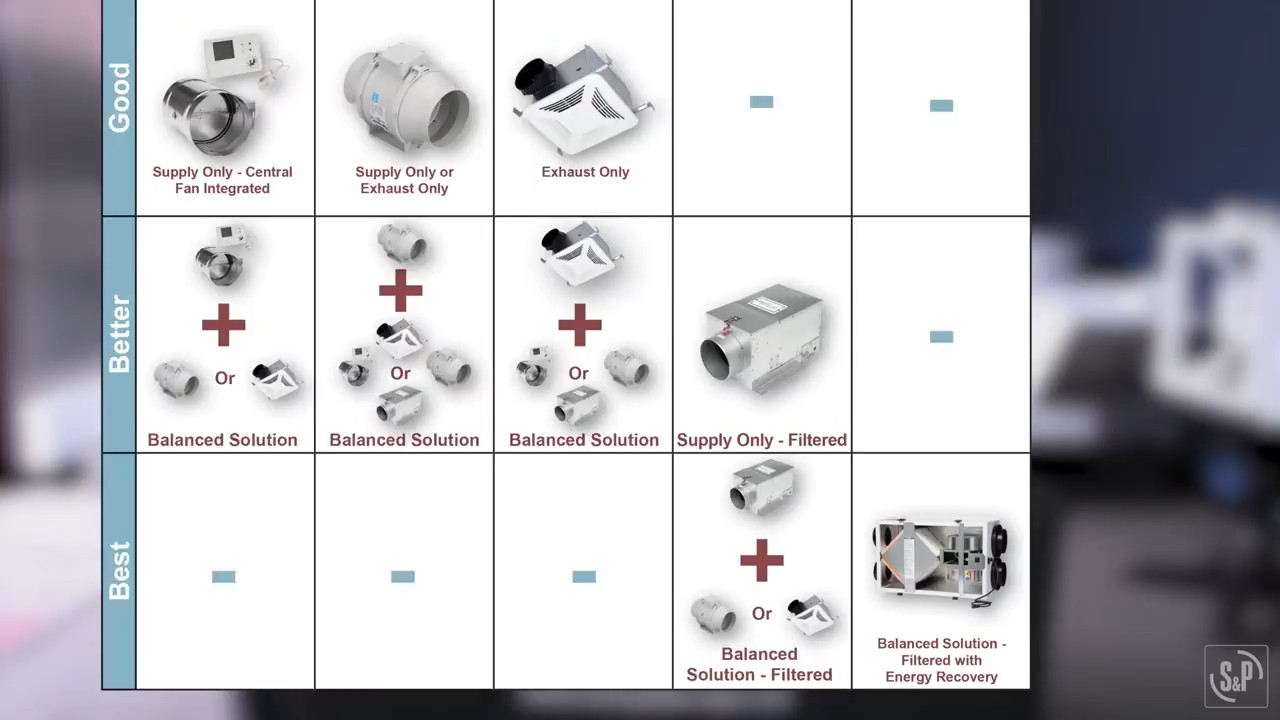 Good
Supply Only - Central
Fan Integrated
Supply Only or
Exhaust Only
Exhaust Only
Better
Or
Balanced Solution
Or
Balanced Solution
Or
Balanced Solution
Supply Only - Filtered
Best
Or
Balanced
Solution - Filtered
Balanced Solution -
Filtered with
Energy Recovery
S&P